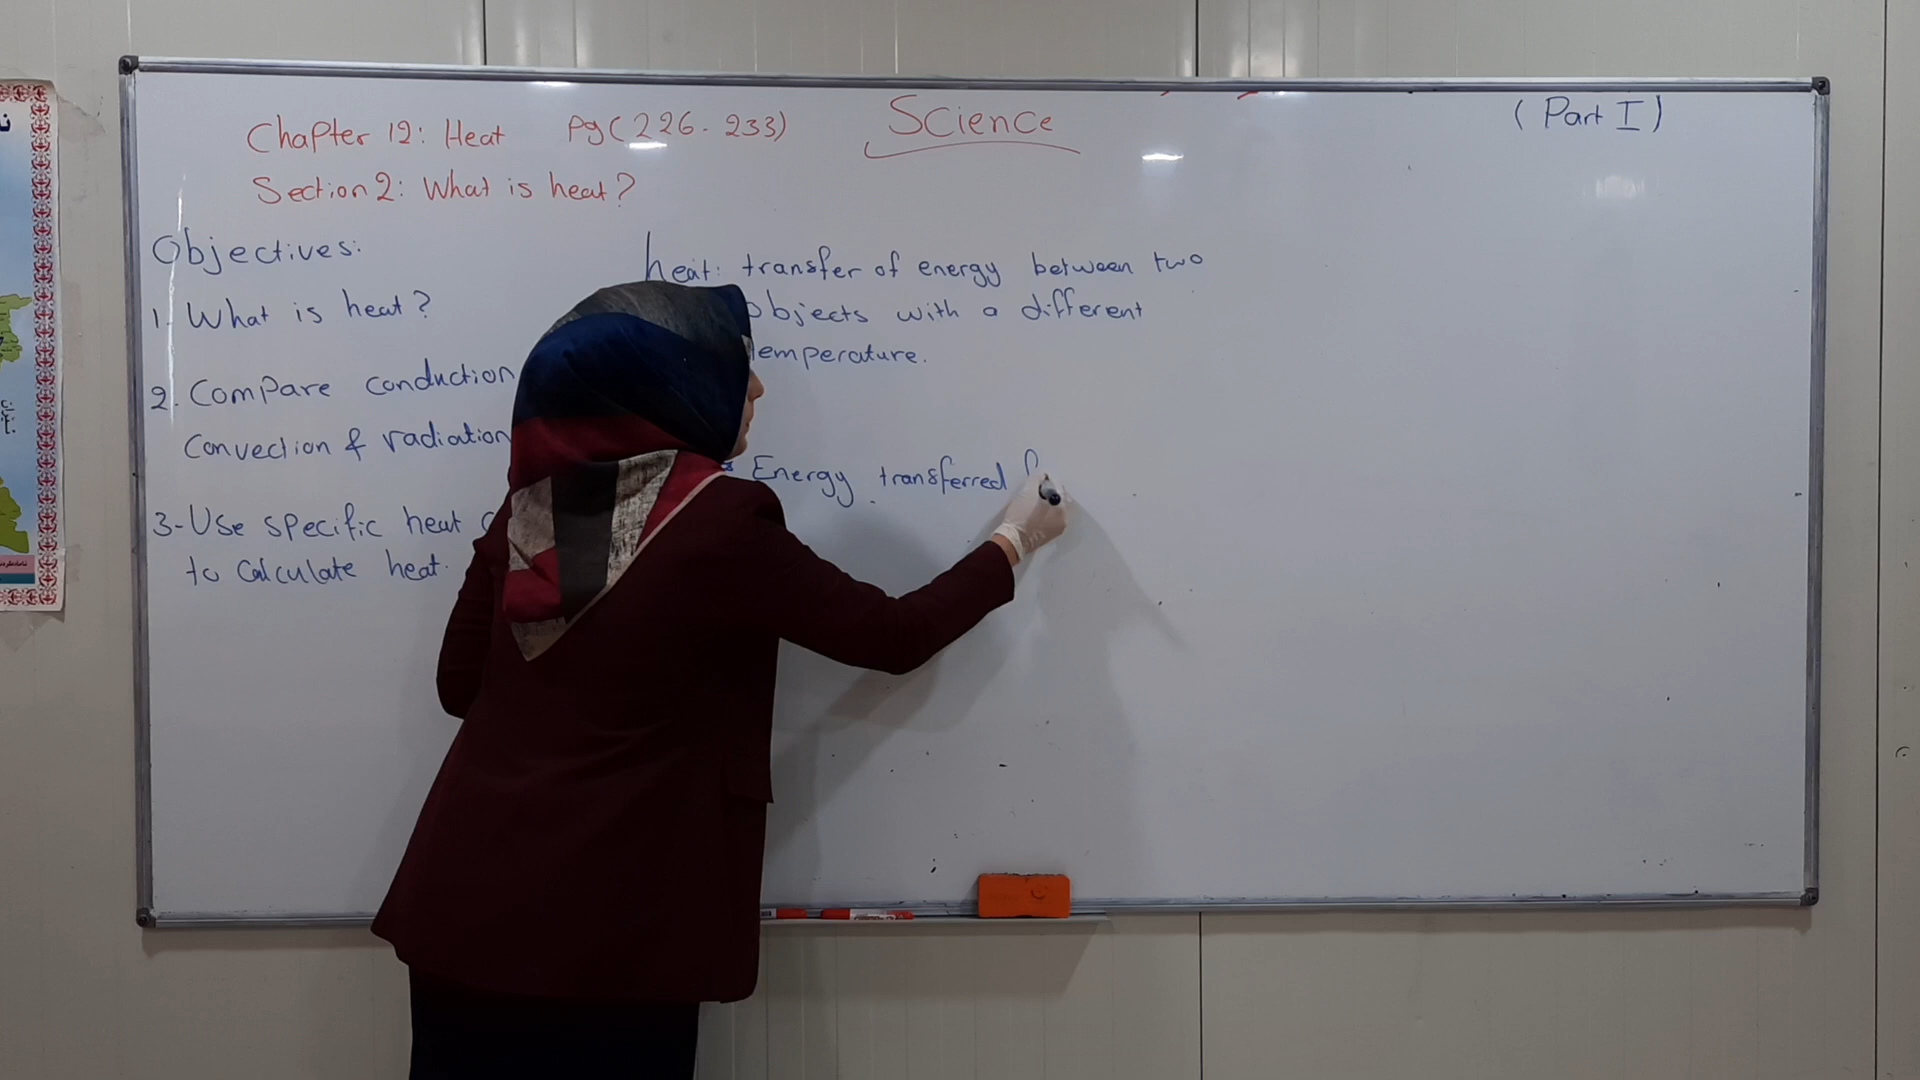 Science
(Part I)
Chapter 12: Heat pg (226-233)
Section 2: What is heat?
Objectives:
1. What is heat?
2. Compare conduction
Convection & radiation
3-Use specific heat
to Calculate heat.
heat: transfer of energy between two
objects with a different
temperature.
Energy transferred